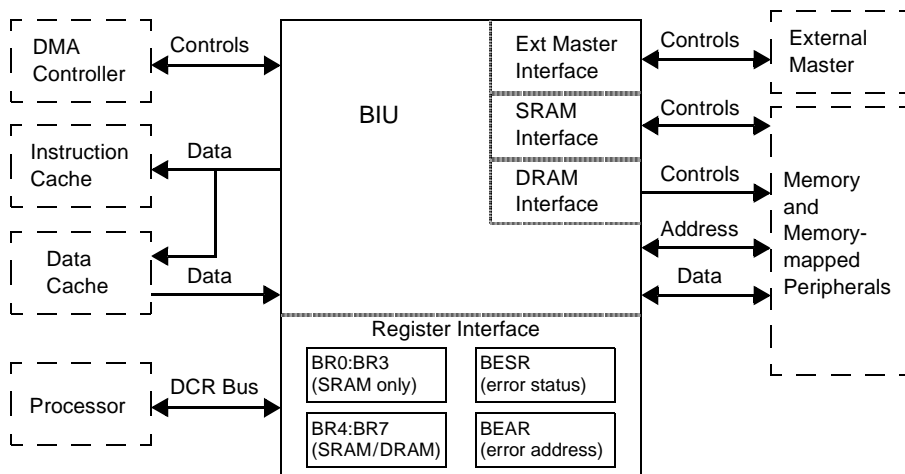 DMA
Controller
Controls
BIU
Ext Master
Interface
Controls
External
Master
SRAM
Interface
Controls
Instruction
Cache
Data
DRAM
Interface
Controls
Memory
and
Memory-
mapped
Peripherals
Address
Data
Data
Cache
Data
Register Interface
BR0:BR3
(SRAM only)
BESR
(error status)
Processor
DCR Bus
BR4:BR7
(SRAM/DRAM)
BEAR
(error address)